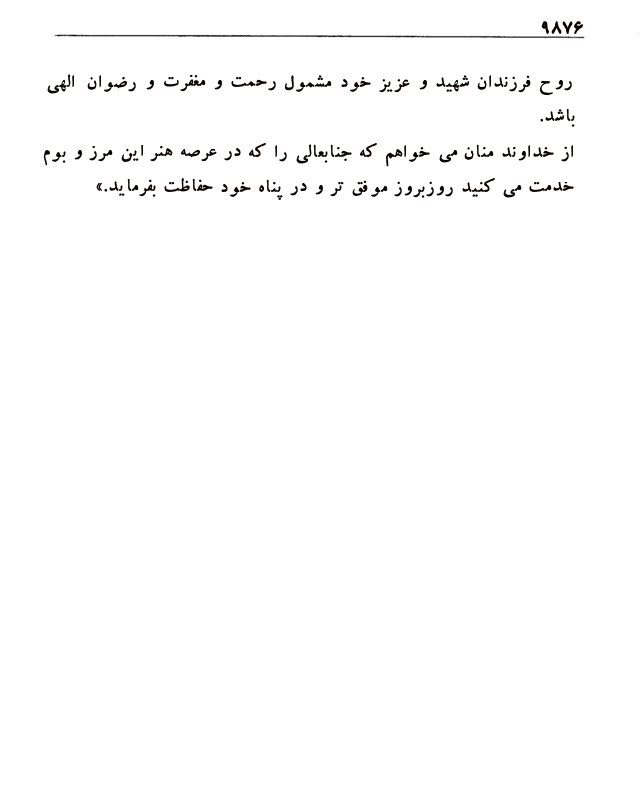 ۹۸۷۶
روح فرزندان شهید و عزیز خود مشمول رحمت و مغفرت و رضوان الهی
باشد.
از خداوند منان می خواهم که جنابعالی را که در عرصه هنر این مرز و بوم
خدمت می کنید روزبروز موفق تر و در پناه خود حفاظت بفرماید.»